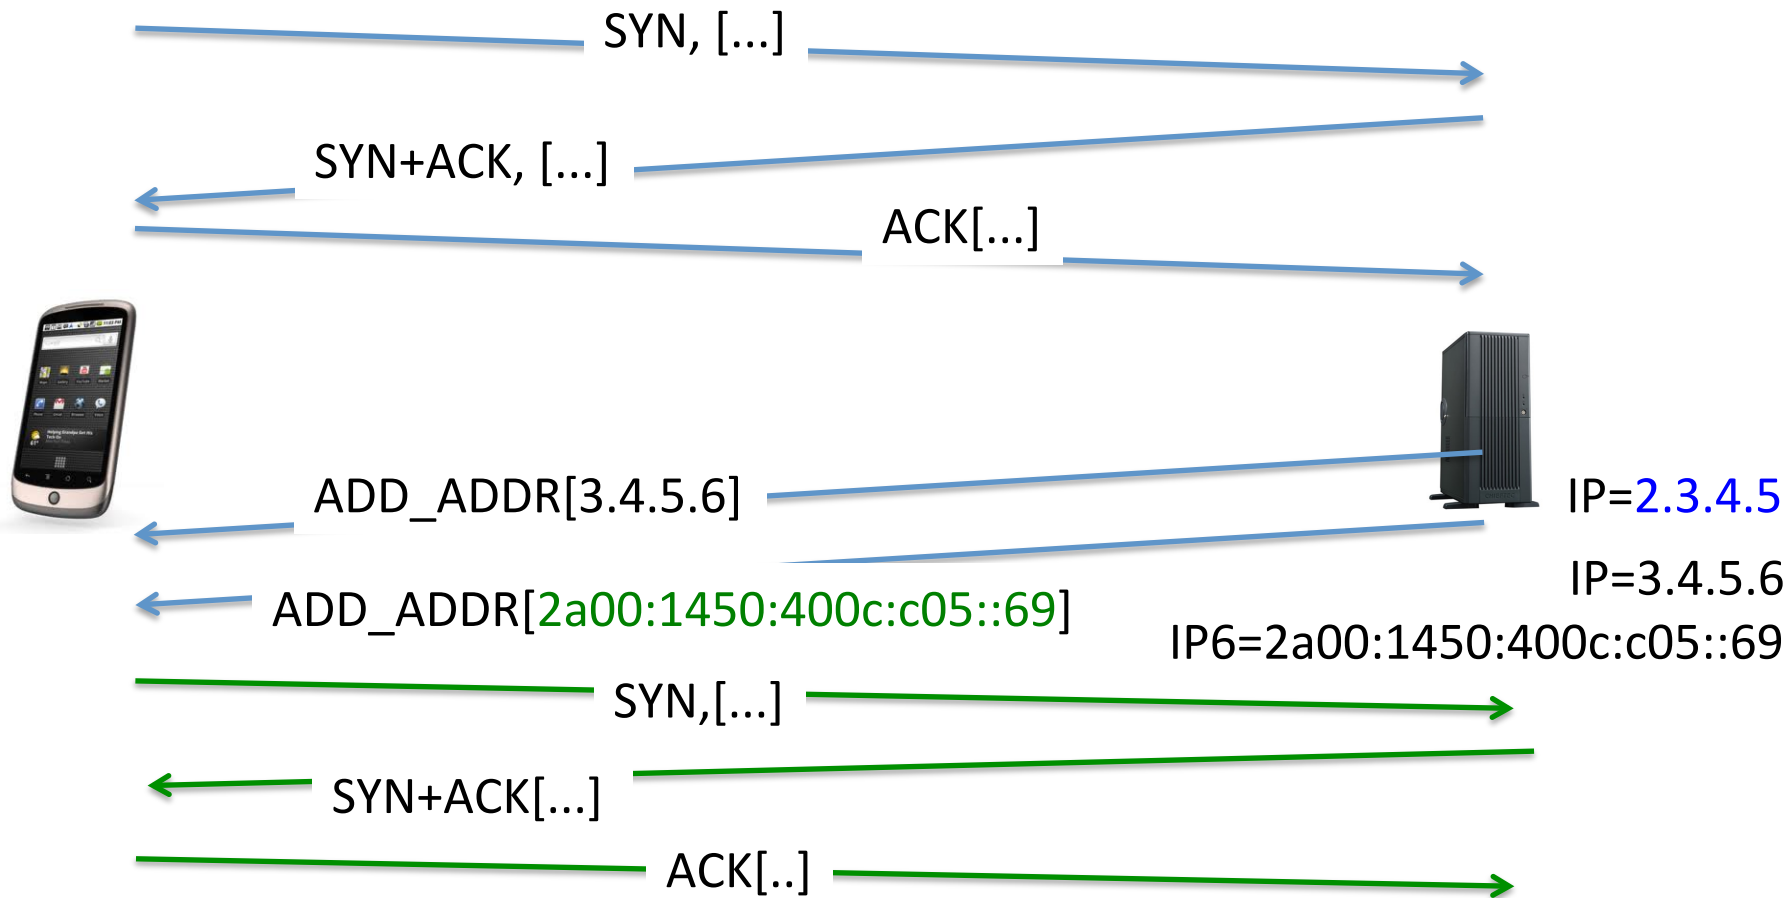 SYN, [...]
SYN+ACK, [...]
ACK[...]
ADD_ADDR[3.4.5.6]
IP=2.3.4.5
IP=3.4.5.6
ADD_ADDR[2a00:1450:400c:c05::69]
IP6=2a00:1450:400c:c05::69
SYN,[...]
SYN+ACK[...]
ACK[..]